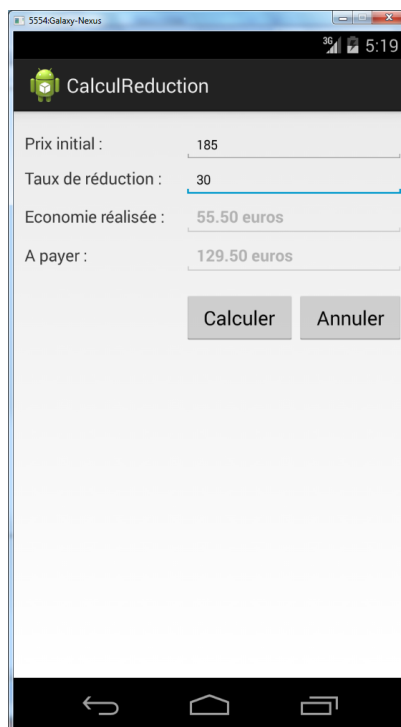 5554:Galaxy-Nexus
3G 5:19
CalculReduction
Prix initial : 185
Taux de réduction : 30
Economie réalisée : 55.50 euros
A payer : 129.50 euros
Calculer Annuler